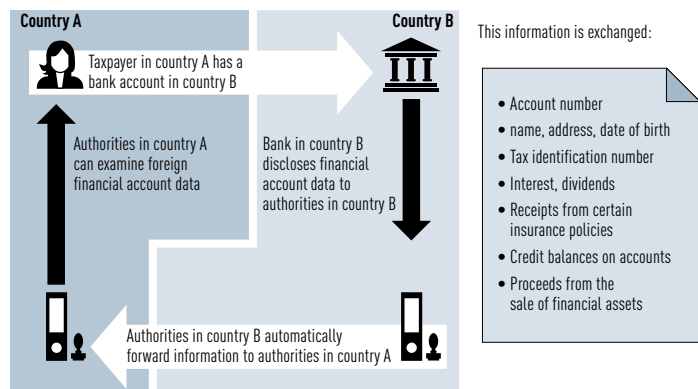 Country A
Country B
Taxpayer in country A has a
bank account in country B
Authorities in country A
can examine foreign
financial account data
Bank in country B
discloses financial
account data to
authorities in country B
Authorities in country B automatically
forward information to authorities in country A
This information is exchanged:
• Account number
• name, address, date of birth
• Tax identification number
• Interest, dividends
• Receipts from certain
insurance policies
• Credit balances on accounts
• Proceeds from the
sale of financial assets